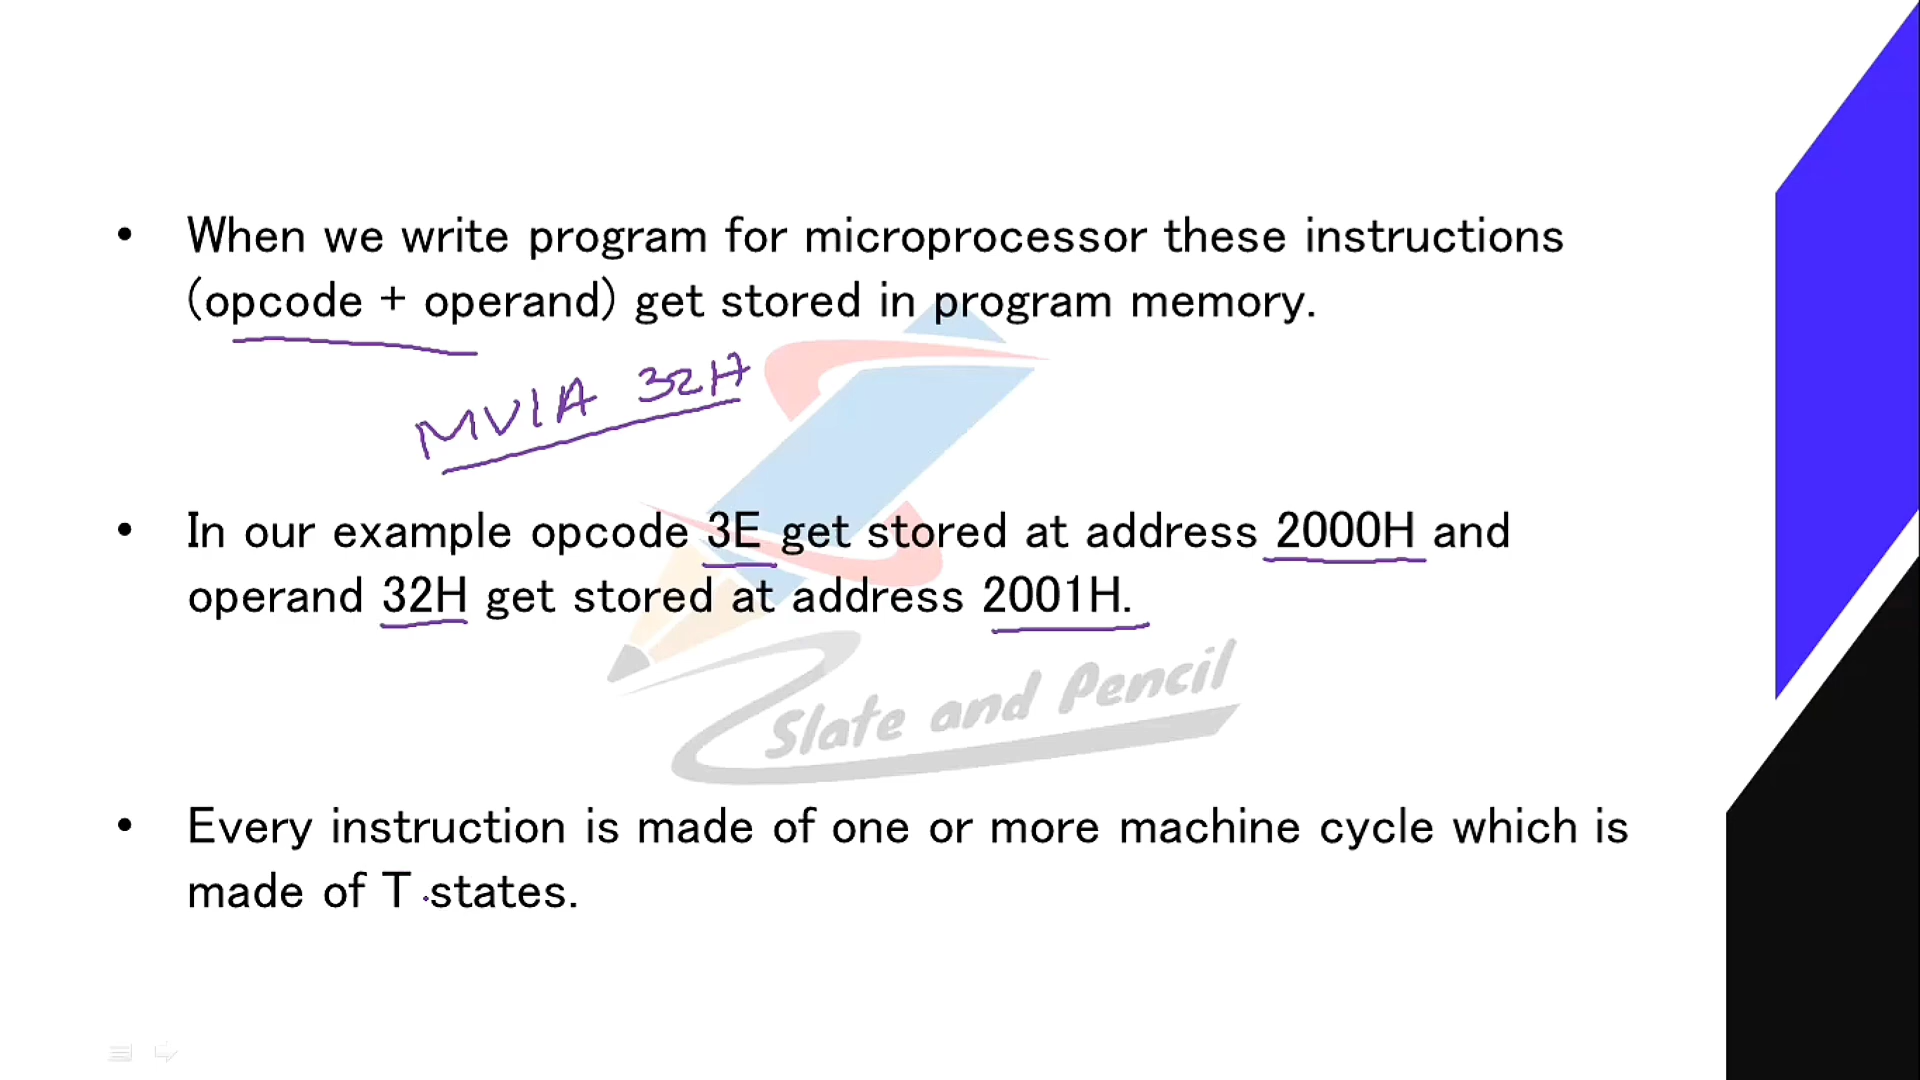 • When we write program for microprocessor these instructions
(opcode + operand) get stored in program memory.
MVIA 32H
• In our example opcode 3E get stored at address 2000H and
operand 32H get stored at address 2001H.
Slate and Pencil
• Every instruction is made of one or more machine cycle which is
made of T states.